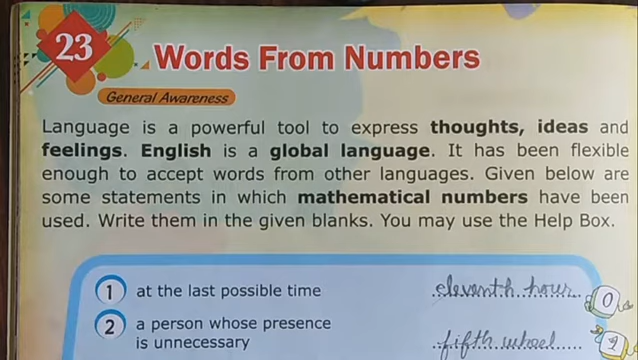 23 Words From Numbers
General Awareness
Language is a powerful tool to express thoughts, ideas and
feelings. English is a global language. It has been flexible
enough to accept words from other languages. Given below are
some statements in which mathematical numbers have been
used. Write them in the given blanks. You may use the Help Box.
1 at the last possible time eleventh hour 0
2 a person whose presence
is unnecessary fifth wheel 2